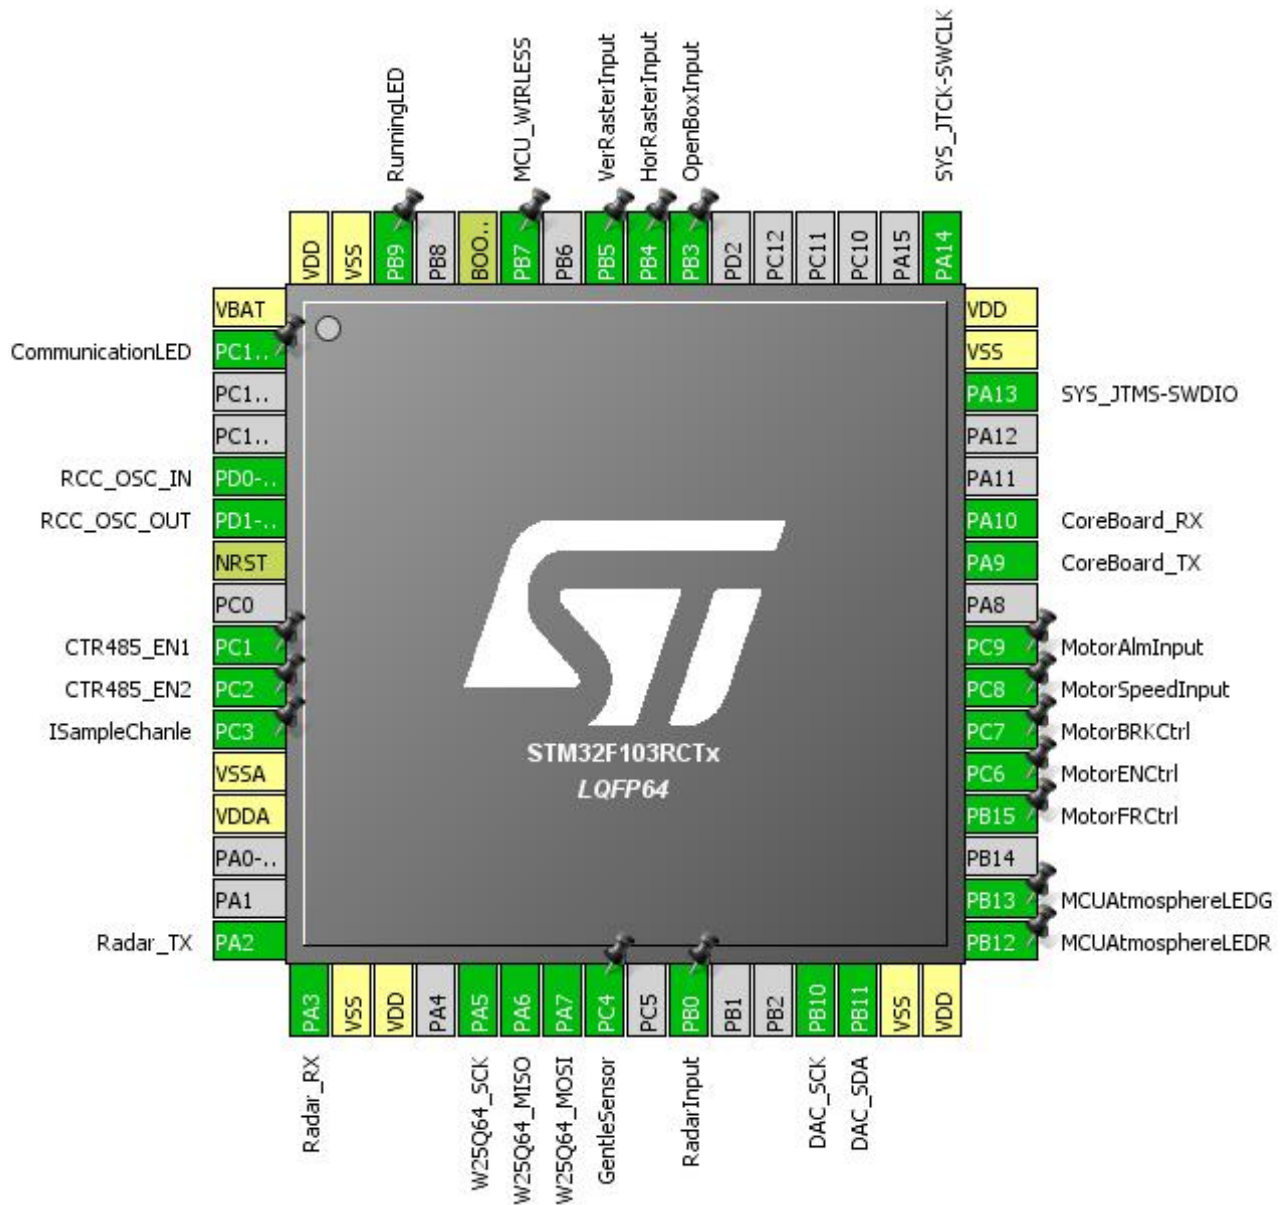 RunningLED
MCU_WIRLESS
VerRasterInput
HorRasterInput
OpenBoxInput
SYS_JTCK-SWCLK
VDD
VSS
PB9
PB8
BOO..
PB7
PB6
PB5
PB4
PB3
PD2
PC12
PC11
PC10
PA15
PA14
VBAT
CommunicationLED PC1..
PC1..
PC1..
RCC_OSC_IN PD0-..
RCC_OSC_OUT PD1-..
NRST
PC0
CTR485_EN1 PC1
CTR485_EN2 PC2
ISampleChanle PC3
VSSA
VDDA
PA0-..
PA1
Radar_TX PA2
ST
STM32F103RCTx
LQFP64
VDD
VSS
PA13 SYS_JTMS-SWDIO
PA12
PA11
PA10 CoreBoard_RX
PA9 CoreBoard_TX
PA8
PC9 MotorAlmInput
PC8 MotorSpeedInput
PC7 MotorBRKCtrl
PC6 MotorENCtrl
PB15 MotorFRCtrl
PB14
PB13 MCUAtmosphereLEDG
PB12 MCUAtmosphereLEDR
PA3
VSS
VDD
PA4
PA5
PA6
PA7
PC4
PC5
PB0
PB1
PB2
PB10
PB11
VSS
VDD
Radar_RX
W25Q64_SCK
W25Q64_MISO
W25Q64_MOSI
GentleSensor
RadarInput
DAC_SCK
DAC_SDA